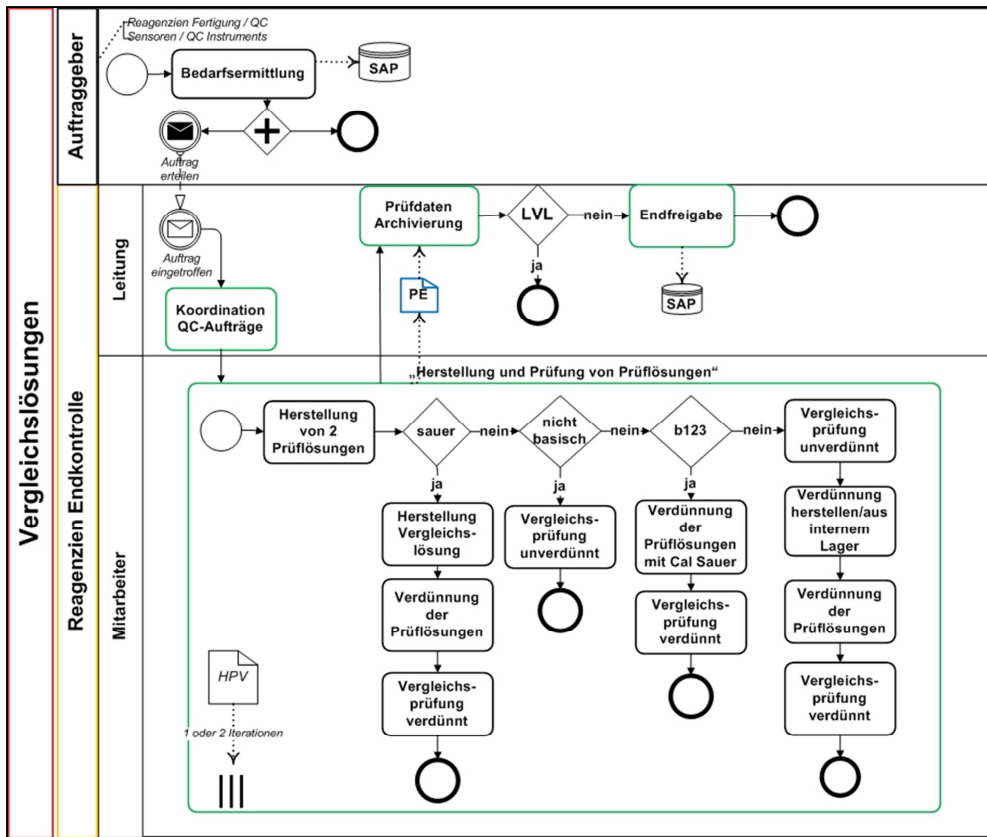 Vergleichslösungen
Auftraggeber
Reagenzien Fertigung / QC
Sensoren / QC Instruments
Bedarfsermittlung
SAP
Auftrag
erteilen
Reagenzien Endkontrolle
Leitung
Auftrag
eingetroffen
Koordination
QC-Aufträge
Prüfdaten
Archivierung
PE
LVL
nein
ja
Endfreigabe
SAP
Mitarbeiter
„Herstellung und Prüfung von Prüflösungen“
Herstellung
von 2
Prüflösungen
sauer
nein
nicht
basisch
nein
b123
nein
Vergleichs-
prüfung
unverdünnt
ja
ja
ja
Herstellung
Vergleichs-
lösung
Verdünnung
der
Prüflösungen
Vergleichs-
prüfung
verdünnt
Vergleichs-
prüfung
unverdünnt
Verdünnung
der
Prüflösungen
mit Cal Sauer
Vergleichs-
prüfung
verdünnt
Verdünnung
herstellen/aus
internem
Lager
Verdünnung
der
Prüflösungen
Vergleichs-
prüfung
verdünnt
HPV
1 oder 2 Iterationen